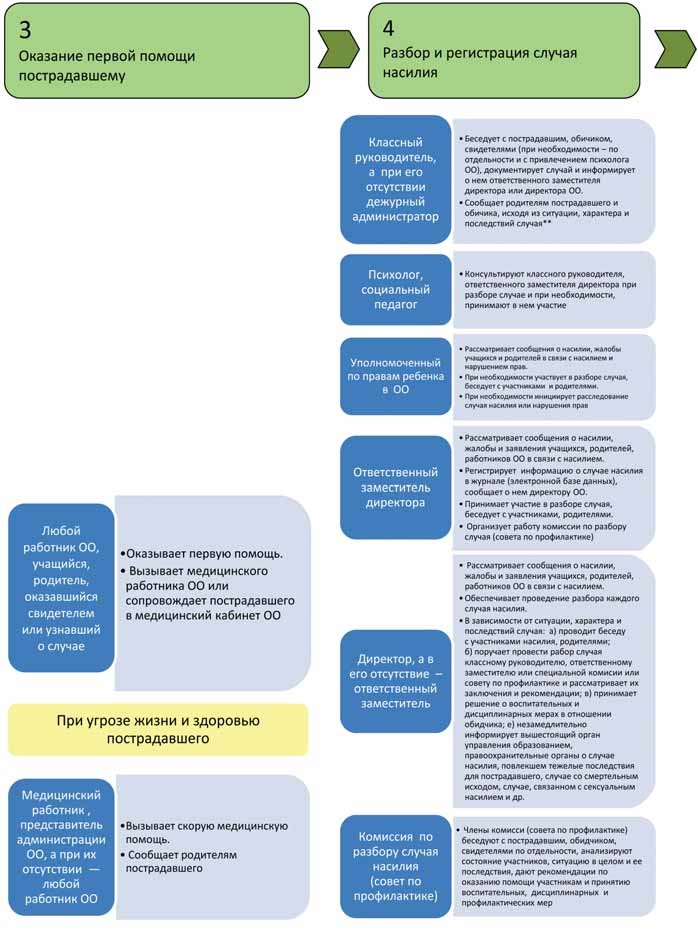 3
Оказание первой помощи
пострадавшему
4
Разбор и регистрация случая
насилия
Любой
работник ОО,
учащийся,
родитель,
оказавшийся
свидетелем
или узнавший
о случае
•Оказывает первую помощь.
• Вызывает медицинского
работника ОО или
сопровождает пострадавшего
в медицинский кабинет ОО
При угрозе жизни и здоровью
пострадавшего
Медицинский
работник ,
представитель
администрации
ОО, а при их
отсутствии —
любой
работник ОО
•Вызывает скорую медицинскую
помощь.
• Сообщает родителям
пострадавшего
Классный
руководитель,
а при его
отсутствии
дежурный
администратор
• Беседует с пострадавшим, обичиком,
свидетелями (при необходимости – по
отдельности и с привлечением психолога
ОО), документирует случай и информирует
о нем ответственного заместителя
директора или директора ОО.
• Сообщает родителям пострадавшего и
обичика, исходя из ситуации, характера и
последствий случая**
Психолог,
социальный
педагог
• Консультируют классного руководителя,
ответственного заместителя директора при
разборе случае и при необходимости,
принимают в нем участие
Уполномоченный
по правам ребенка
в ОО
• Рассматривает сообщения о насилии, жалобы
учащихся и родителей в связи с насилием и
нарушением прав.
• При необходимости участвует в разборе случая,
беседует с участниками и родителями.
• При необходимости инициирует расследование
случая насилия или нарушения прав
Ответственный
заместитель
директора
• Рассматривает сообщения о насилии,
жалобы и заявления учащихся, родителей,
работников ОО в связи с насилием.
• Регистрирует информацию о случае насилия
в журнале (электронной базе данных),
сообщает о нем директору ОО.
• Принимает участие в разборе случая,
беседует с участниками, родителями.
• Организует работу комиссии по разбору
случая (совета по профилактике)
Директор, а в
его отсутствие –
ответственный
заместитель
• Рассматривает сообщения о насилии,
жалобы и заявления учащихся, родителей,
работников ОО в связи с насилием.
• Обеспечивает проведение разбора каждого
случая насилия.
• В зависимости от ситуации, характера и
последствий случая: а) проводит беседу
с участниками насилия, родителями;
б) поручает провести рабор случая
классному руководителю, ответственному
заместителю или специальной комисии или
совету по профилактике и рассматривает их
заключения и рекомендации; в) принимает
решение о воспитательных и
дисциплинарных мерах в отношении
обидчика; е) незамедлительно
информирует вышестоящий орган
управления образованием,
правоохранительные органы о случае
насилия, повлекшем тяжелые последствия
для пострадавшего, случае со смертельным
исходом, случае, связанном с сексуальным
насилием и др.
Комиссия по
разбору случая
насилия
(совет по
профилактике)
• Члены комисси (совета по профилактике)
беседуют с пострадавшим, обидчиком,
свидетелями по отдельности, анализируют
состояние участников, ситуацию в целом и ее
последствия, дают рекомендации по
оказанию помощи участникам и принятию
воспитательных, дисциплинарных и
профилактических мер